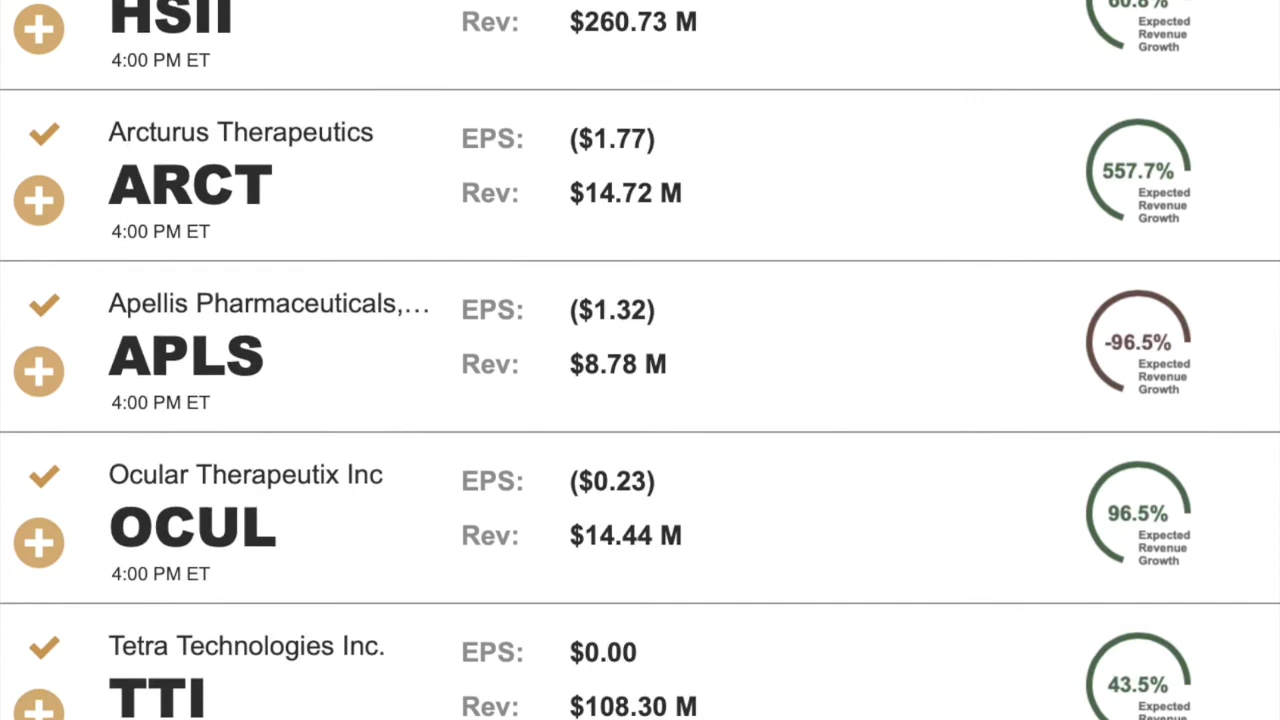 HSII
Rev: $260.73 M
60.8%
Expected
Revenue
Growth
4:00 PM ET
Arcturus Therapeutics
ARCT
4:00 PM ET
EPS: ($1.77)
Rev: $14.72 M
557.7%
Expected
Revenue
Growth
Apellis Pharmaceuticals,...
APLS
4:00 PM ET
EPS: ($1.32)
Rev: $8.78 M
-96.5%
Expected
Revenue
Growth
Ocular Therapeutix Inc
OCUL
4:00 PM ET
EPS: ($0.23)
Rev: $14.44 M
96.5%
Expected
Revenue
Growth
Tetra Technologies Inc.
TTI
EPS: $0.00
Rev: $108.30 M
43.5%
Expected
Revenue